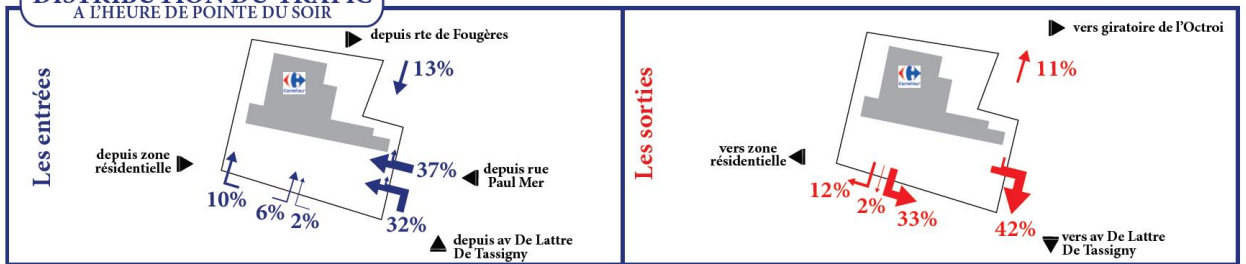 DISTRIBUTION DU TRAFIC
A L'HEURE DE POINTE DU SOIR
Les entrées
depuis rte de Fougères
13%
Carrefour
depuis zone
résidentielle
37%
depuis rue
Paul Mer
10%
6%
2%
32%
depuis av De Lattre
De Tassigny
Les sorties
vers giratoire de l'Octroi
11%
Carrefour
vers zone
résidentielle
12%
2%
33%
42%
vers av De Lattre
De Tassigny